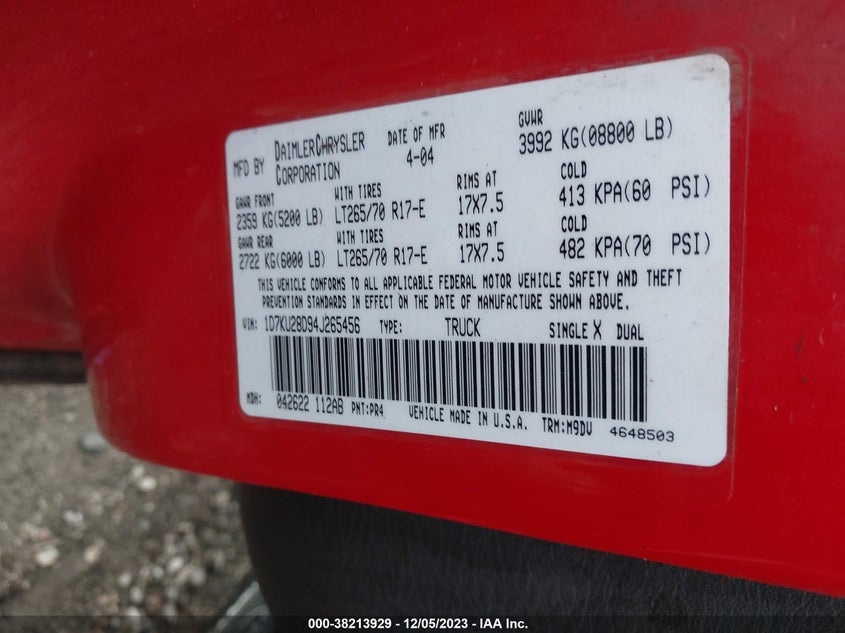 MFD BY DAIMLERCHRYSLER CORPORATION DATE OF MFR 4-04 GVWR 3992 KG(08800 LB)
GAWR FRONT WITH TIRES RIMS AT COLD
2359 KG(5200 LB) LT265/70 R17-E 17X7.5 413 KPA(60 PSI)
GAWR REAR WITH TIRES RIMS AT COLD
2722 KG(6000 LB) LT265/70 R17-E 17X7.5 482 KPA(70 PSI)
THIS VEHICLE CONFORMS TO ALL APPLICABLE FEDERAL MOTOR VEHICLE SAFETY AND THEFT
PREVENTION STANDARDS IN EFFECT ON THE DATE OF MANUFACTURE SHOWN ABOVE.
VIN: 1D7KU28D94J265456 TYPE: TRUCK SINGLE X DUAL
MDH: 042622 112AB PNT:PR4 VEHICLE MADE IN U.S.A. TRM:M9DV 4648503
000-38213929 - 12/05/2023 - IAA Inc.